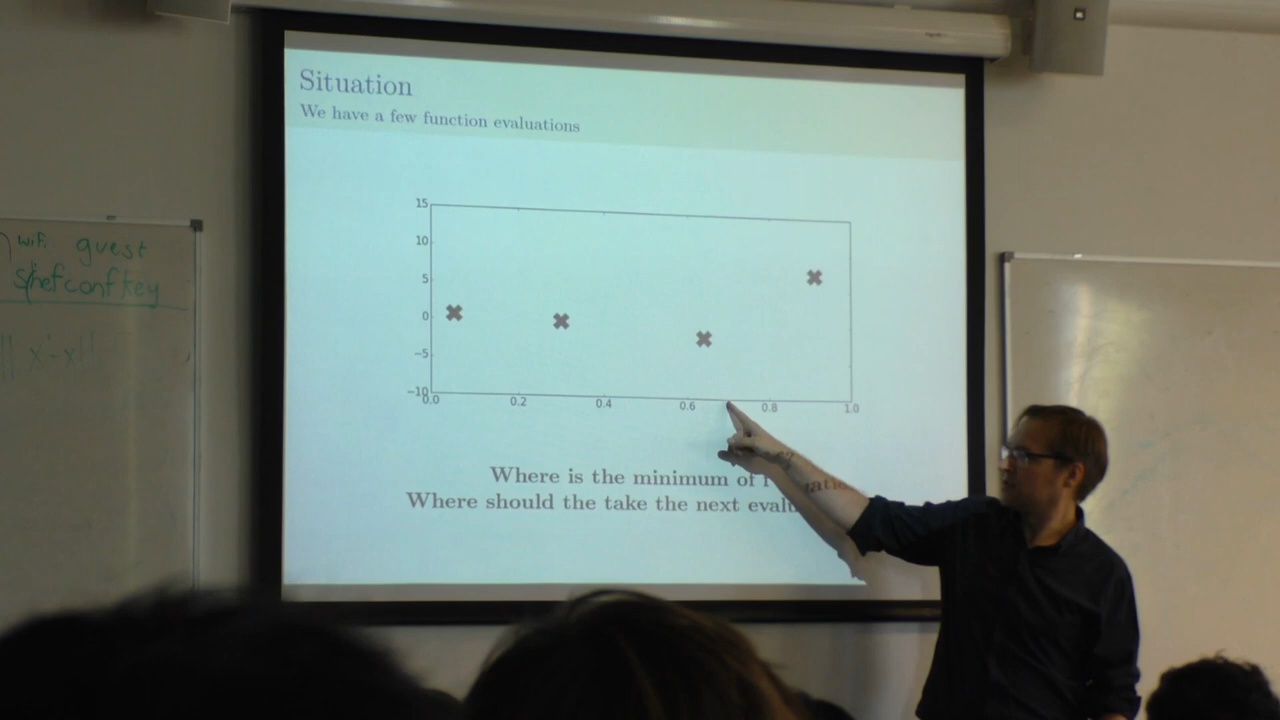 Situation
We have a few function evaluations
15
10
5
0
−5
−10
0.0 0.2 0.4 0.6 0.8 1.0
Where is the minimum of
Where should the take the next
wifi guest
shefconfkey